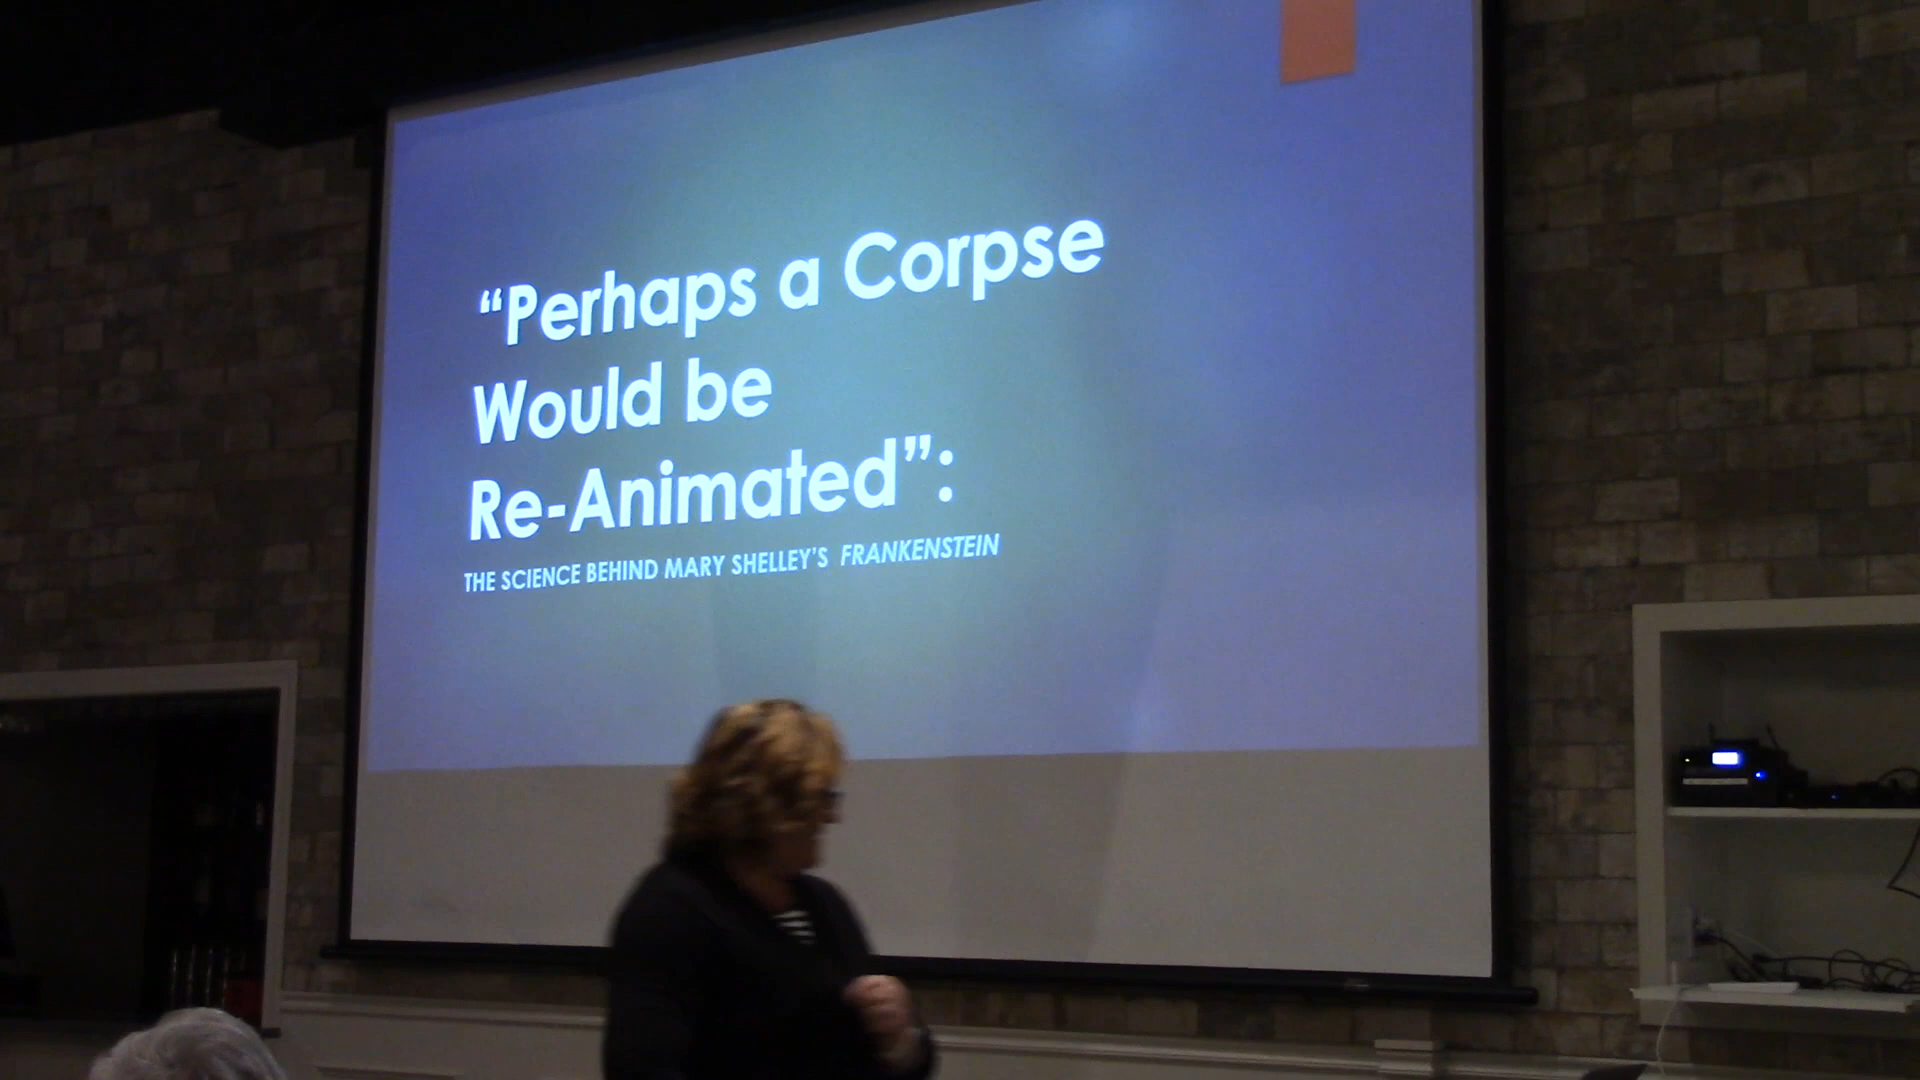 “Perhaps a Corpse
Would be
Re-Animated”:
THE SCIENCE BEHIND MARY SHELLEY’S FRANKENSTEIN